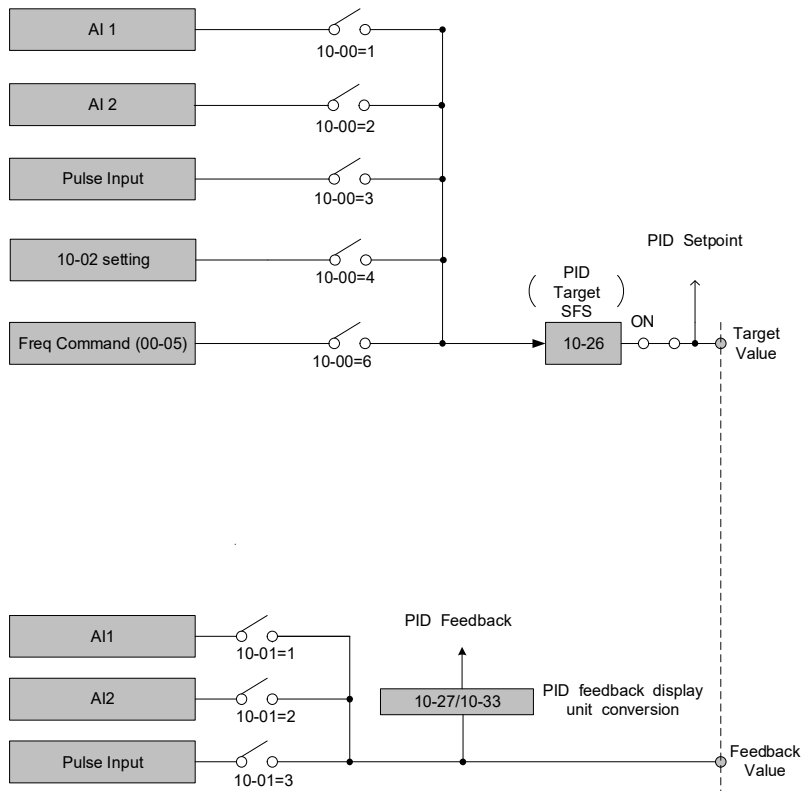 AI 1
10-00=1
AI 2
10-00=2
Pulse Input
10-00=3
PID Setpoint
10-02 setting
10-00=4
( PID
Target
SFS )
Freq Command (00-05)
10-00=6
10-26
ON
Target
Value
AI1
10-01=1
PID Feedback
AI2
10-01=2
10-27/10-33
PID feedback display
unit conversion
Pulse Input
10-01=3
Feedback
Value